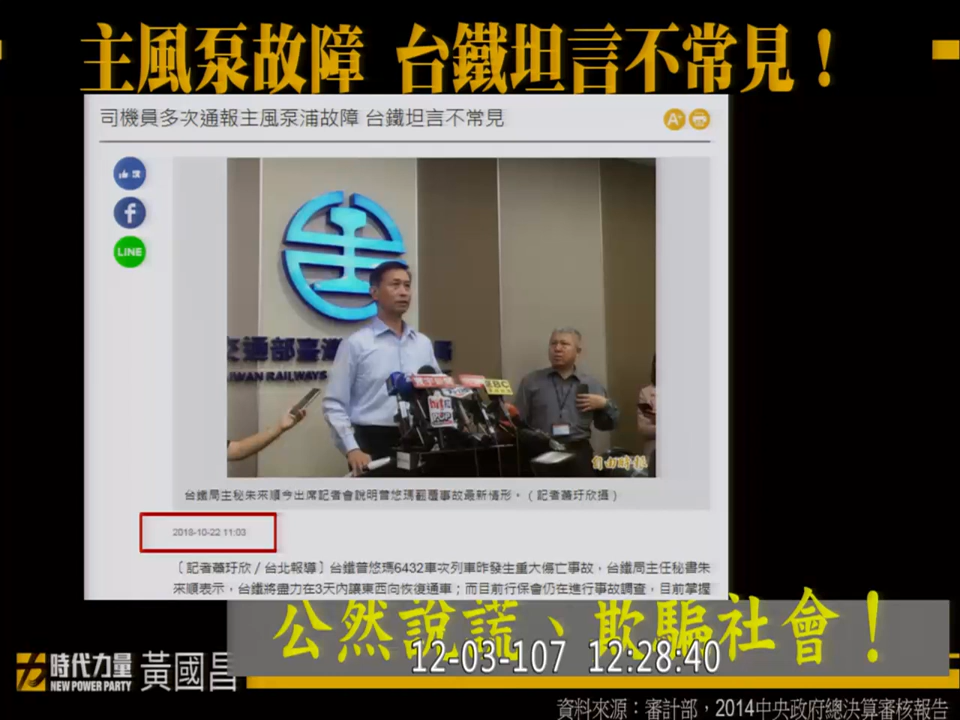 主風泵故障 台鐵坦言不常見！
司機員多次通報主風泵浦故障 台鐵坦言不常見
A+
LINE
交通部臺灣
IWAN RAILWAYS
EBC
自由時報
台鐵局主秘朱來順今出席記者會說明普悠瑪翻覆事故最新情形。（記者蕭玗欣攝）
2018-10-22 11:03
〔記者蕭玗欣／台北報導〕台鐵普悠瑪6432車次列車昨發生重大傷亡事故，台鐵局主任秘書朱
來順表示，台鐵將盡力在3天內讓東西向恢復通車；而目前行保會仍在進行事故調查，目前掌握
公然說謊、欺騙社會！
12-03-107 12:28:40
時代力量
NEW POWER PARTY
黃國昌
資料來源：審計部，2014中央政府總決算審核報告